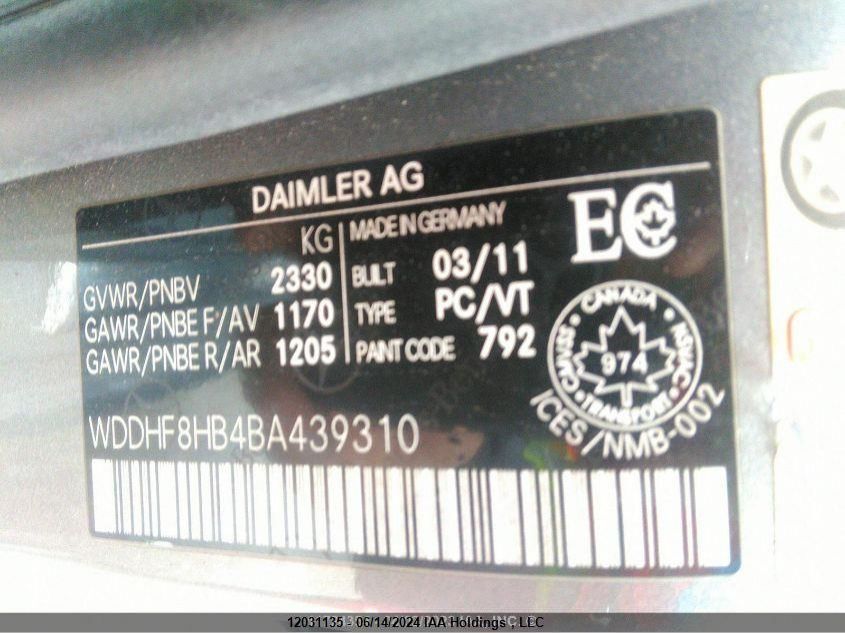 DAIMLER AG
KG
GVWR/PNBV 2330
GAWR/PNBE F/AV 1170
GAWR/PNBE R/AR 1205
MADE IN GERMANY
BUILT 03/11
TYPE PC/VT
PAINT CODE 792
EC
CANADA
NSVAC
974
CMVSS
TRANSPORT
ICES/NMB-002
WDDHF8HB4BA439310
12031135 06/14/2024 IAA Holdings , LLC